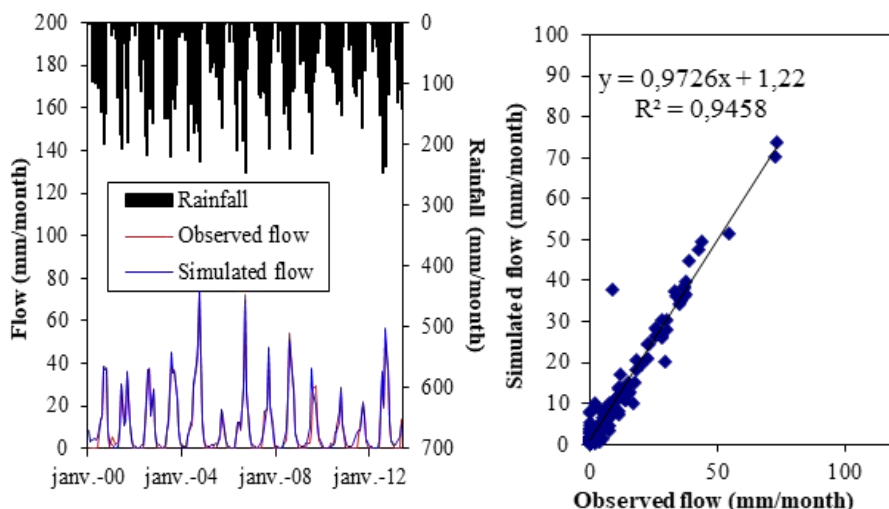 200
180
160
140
120
100
80
60
40
20
0
Flow (mm/month)
0
100
200
300
400
500
600
700
Rainfall (mm/month)
Rainfall
Observed flow
Simulated flow
janv.-00 janv.-04 janv.-08 janv.-12
100
90
80
70
60
50
40
30
20
10
0
Simulated flow (mm/month)
y = 0,9726x + 1,22
R² = 0,9458
0 50 100
Observed flow (mm/month)